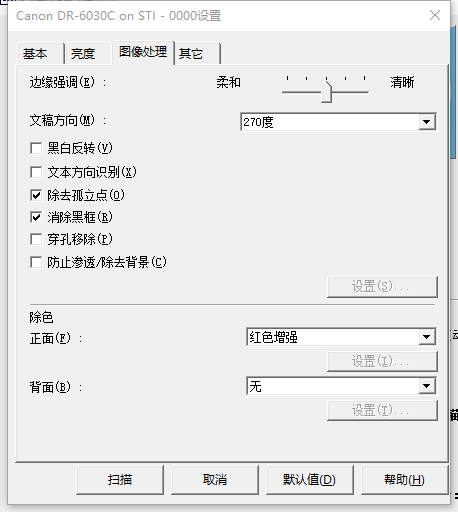 Canon DR-6030C on STI - 0000设置
基本 亮度 图像处理 其它
边缘强调(E) : 柔和 清晰
文稿方向(M) : 270度
黑白反转(V)
文本方向识别(X)
除去孤立点(O)
消除黑框(R)
穿孔移除(P)
防止渗透/除去背景(C)
设置(S)...
除色
正面(F) : 红色增强
设置(I)...
背面(B) : 无
设置(T)...
扫描 取消 默认值(D) 帮助(H)